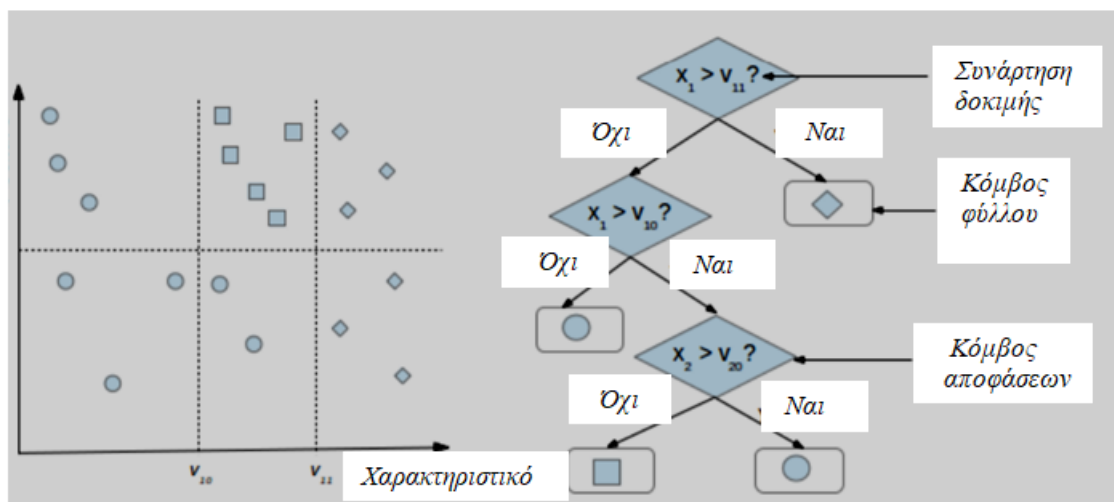 x₁ > v₁₁?
Συνάρτηση
δοκιμής
Όχι
Ναι
Κόμβος
φύλλου
x₁ > v₁₀?
Όχι
Ναι
x₂ > v₂₀?
Κόμβος
αποφάσεων
Όχι
Ναι
v₁₀
v₁₁
Χαρακτηριστικό